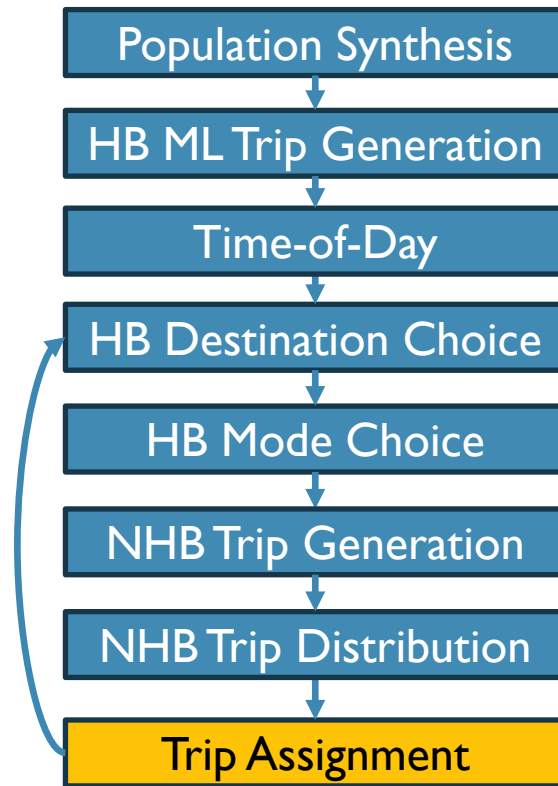 Population Synthesis
HB ML Trip Generation
Time-of-Day
HB Destination Choice
HB Mode Choice
NHB Trip Generation
NHB Trip Distribution
Trip Assignment